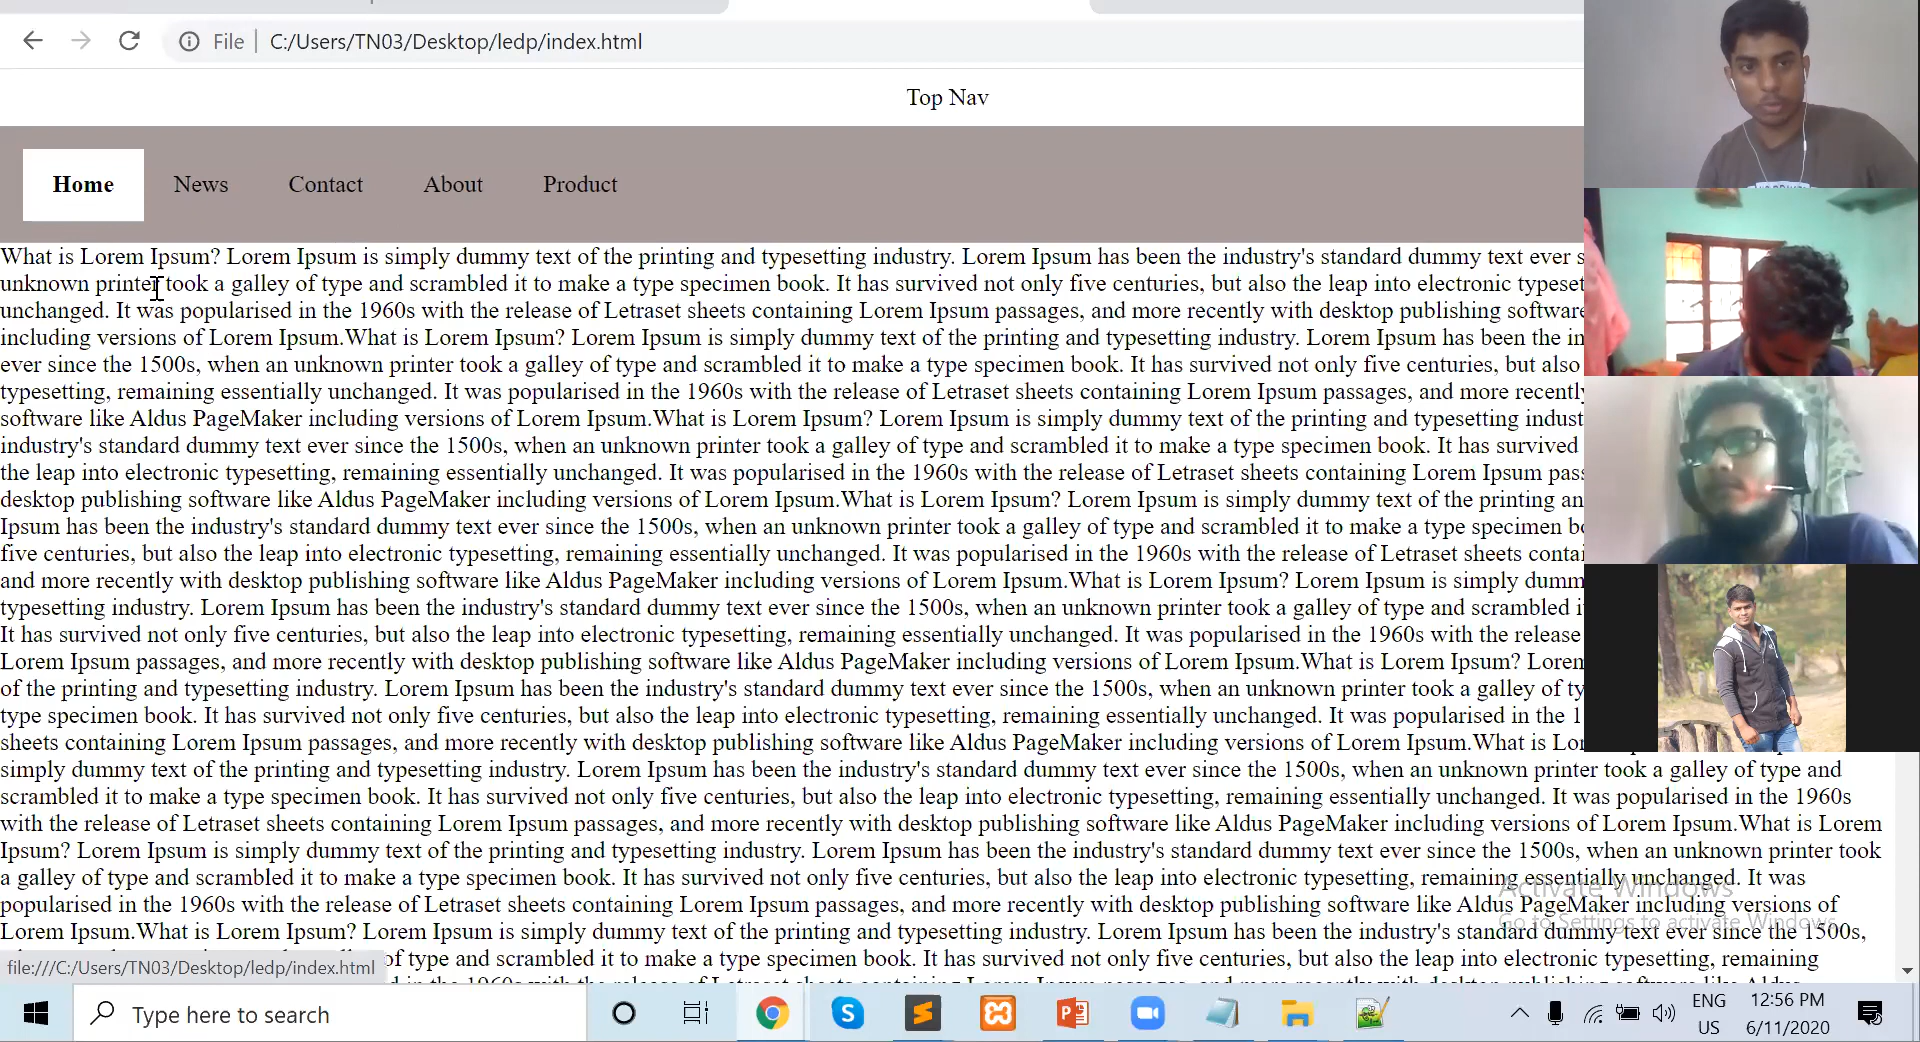 File | C:/Users/TN03/Desktop/ledp/index.html
Top Nav
Home News Contact About Product
What is Lorem Ipsum? Lorem Ipsum is simply dummy text of the printing and typesetting industry. Lorem Ipsum has been the industry's standard dummy text ever s
unknown printer took a galley of type and scrambled it to make a type specimen book. It has survived not only five centuries, but also the leap into electronic typeset
unchanged. It was popularised in the 1960s with the release of Letraset sheets containing Lorem Ipsum passages, and more recently with desktop publishing software
including versions of Lorem Ipsum.What is Lorem Ipsum? Lorem Ipsum is simply dummy text of the printing and typesetting industry. Lorem Ipsum has been the in
ever since the 1500s, when an unknown printer took a galley of type and scrambled it to make a type specimen book. It has survived not only five centuries, but also
typesetting, remaining essentially unchanged. It was popularised in the 1960s with the release of Letraset sheets containing Lorem Ipsum passages, and more recently
software like Aldus PageMaker including versions of Lorem Ipsum.What is Lorem Ipsum? Lorem Ipsum is simply dummy text of the printing and typesetting indust
industry's standard dummy text ever since the 1500s, when an unknown printer took a galley of type and scrambled it to make a type specimen book. It has survived
the leap into electronic typesetting, remaining essentially unchanged. It was popularised in the 1960s with the release of Letraset sheets containing Lorem Ipsum pass
desktop publishing software like Aldus PageMaker including versions of Lorem Ipsum.What is Lorem Ipsum? Lorem Ipsum is simply dummy text of the printing an
Ipsum has been the industry's standard dummy text ever since the 1500s, when an unknown printer took a galley of type and scrambled it to make a type specimen bo
five centuries, but also the leap into electronic typesetting, remaining essentially unchanged. It was popularised in the 1960s with the release of Letraset sheets contai
and more recently with desktop publishing software like Aldus PageMaker including versions of Lorem Ipsum.What is Lorem Ipsum? Lorem Ipsum is simply dumm
typesetting industry. Lorem Ipsum has been the industry's standard dummy text ever since the 1500s, when an unknown printer took a galley of type and scrambled i
It has survived not only five centuries, but also the leap into electronic typesetting, remaining essentially unchanged. It was popularised in the 1960s with the release
Lorem Ipsum passages, and more recently with desktop publishing software like Aldus PageMaker including versions of Lorem Ipsum.What is Lorem Ipsum? Lorem
of the printing and typesetting industry. Lorem Ipsum has been the industry's standard dummy text ever since the 1500s, when an unknown printer took a galley of ty
type specimen book. It has survived not only five centuries, but also the leap into electronic typesetting, remaining essentially unchanged. It was popularised in the 1
sheets containing Lorem Ipsum passages, and more recently with desktop publishing software like Aldus PageMaker including versions of Lorem Ipsum.What is Lor
simply dummy text of the printing and typesetting industry. Lorem Ipsum has been the industry's standard dummy text ever since the 1500s, when an unknown printer took a galley of type and
scrambled it to make a type specimen book. It has survived not only five centuries, but also the leap into electronic typesetting, remaining essentially unchanged. It was popularised in the 1960s
with the release of Letraset sheets containing Lorem Ipsum passages, and more recently with desktop publishing software like Aldus PageMaker including versions of Lorem Ipsum.What is Lorem
Ipsum? Lorem Ipsum is simply dummy text of the printing and typesetting industry. Lorem Ipsum has been the industry's standard dummy text ever since the 1500s, when an unknown printer took
a galley of type and scrambled it to make a type specimen book. It has survived not only five centuries, but also the leap into electronic typesetting, remaining essentially unchanged. It was
popularised in the 1960s with the release of Letraset sheets containing Lorem Ipsum passages, and more recently with desktop publishing software like Aldus PageMaker including versions of
Lorem Ipsum.What is Lorem Ipsum? Lorem Ipsum is simply dummy text of the printing and typesetting industry. Lorem Ipsum has been the industry's standard dummy text ever since the 1500s,
of type and scrambled it to make a type specimen book. It has survived not only five centuries, but also the leap into electronic typesetting, remaining
Activate Windows
Go to Settings to activate Windows.
file:///C:/Users/TN03/Desktop/ledp/index.html
Type here to search
ENG 12:56 PM
US 6/11/2020